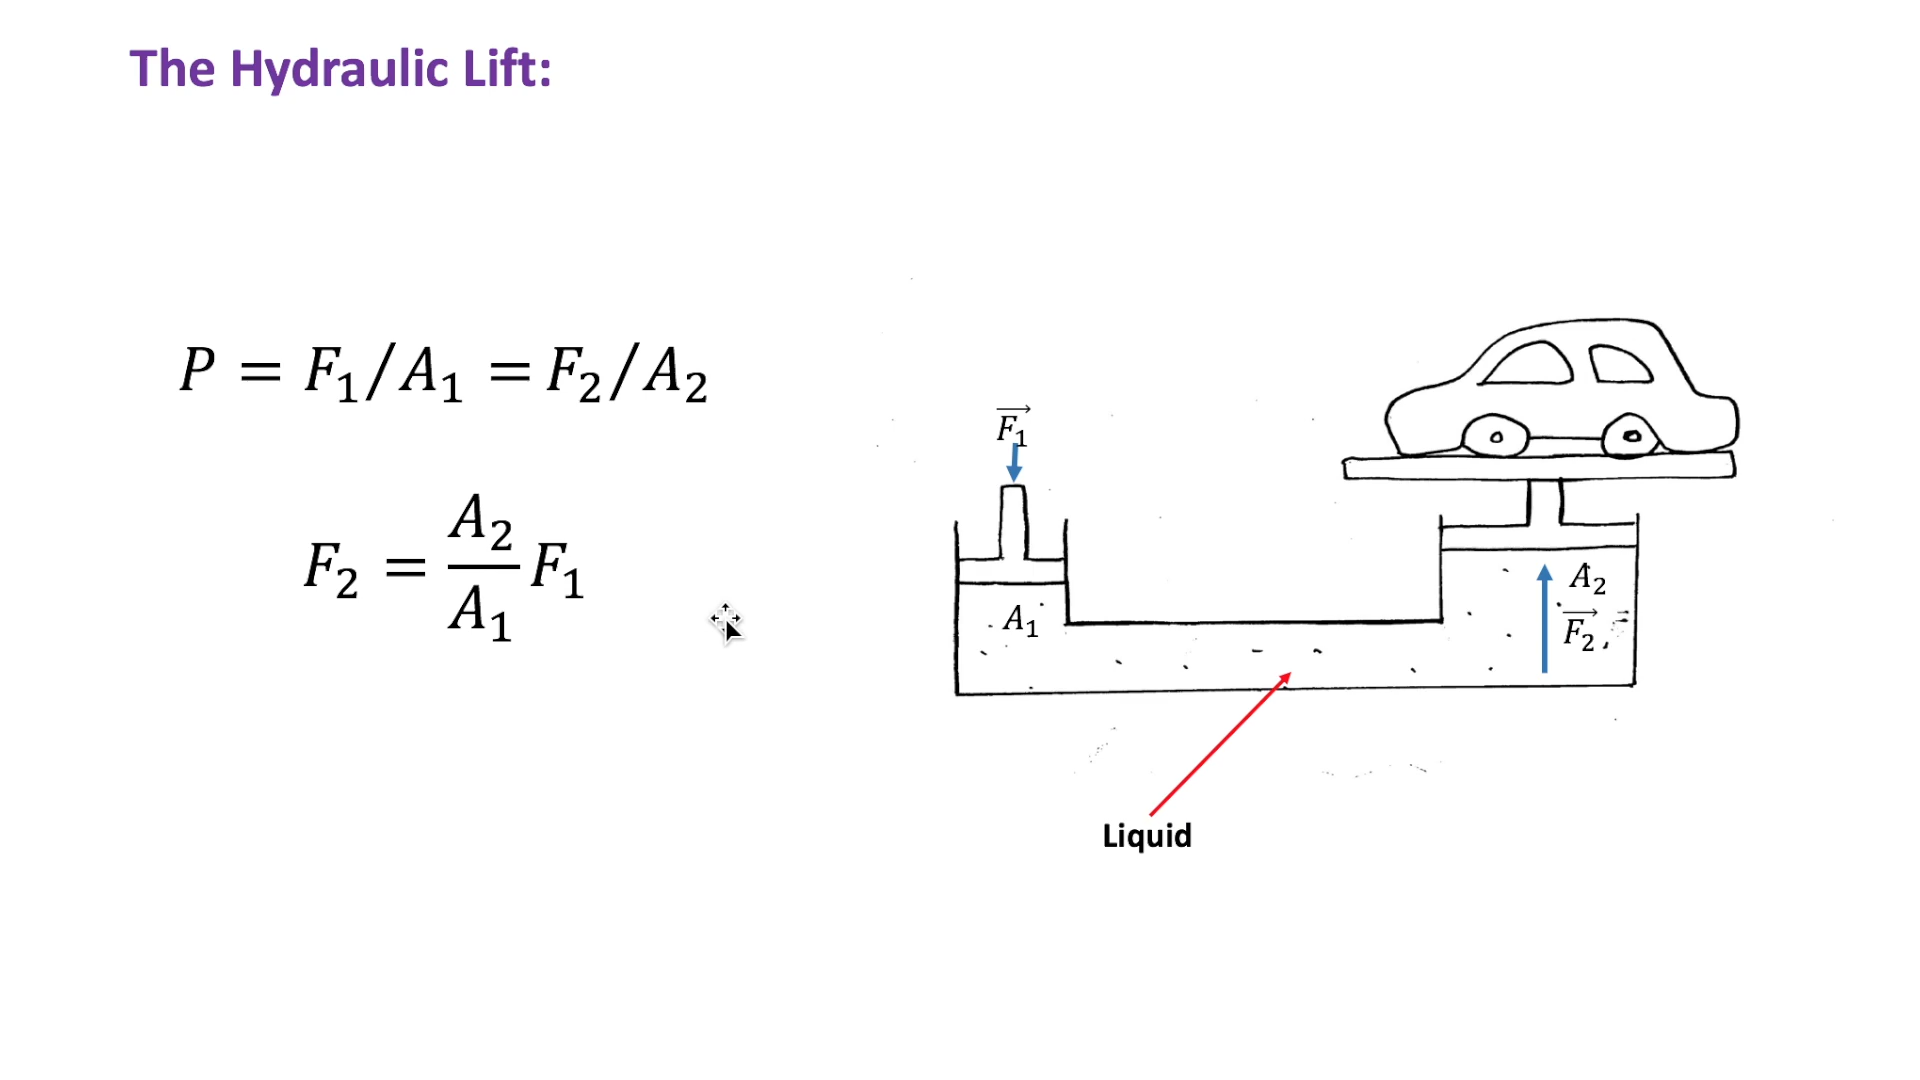 The Hydraulic Lift:
P = F₁/A₁ = F₂/A₂
F₂ = A₂/A₁ F₁
F₁
A₁
A₂
F₂
Liquid